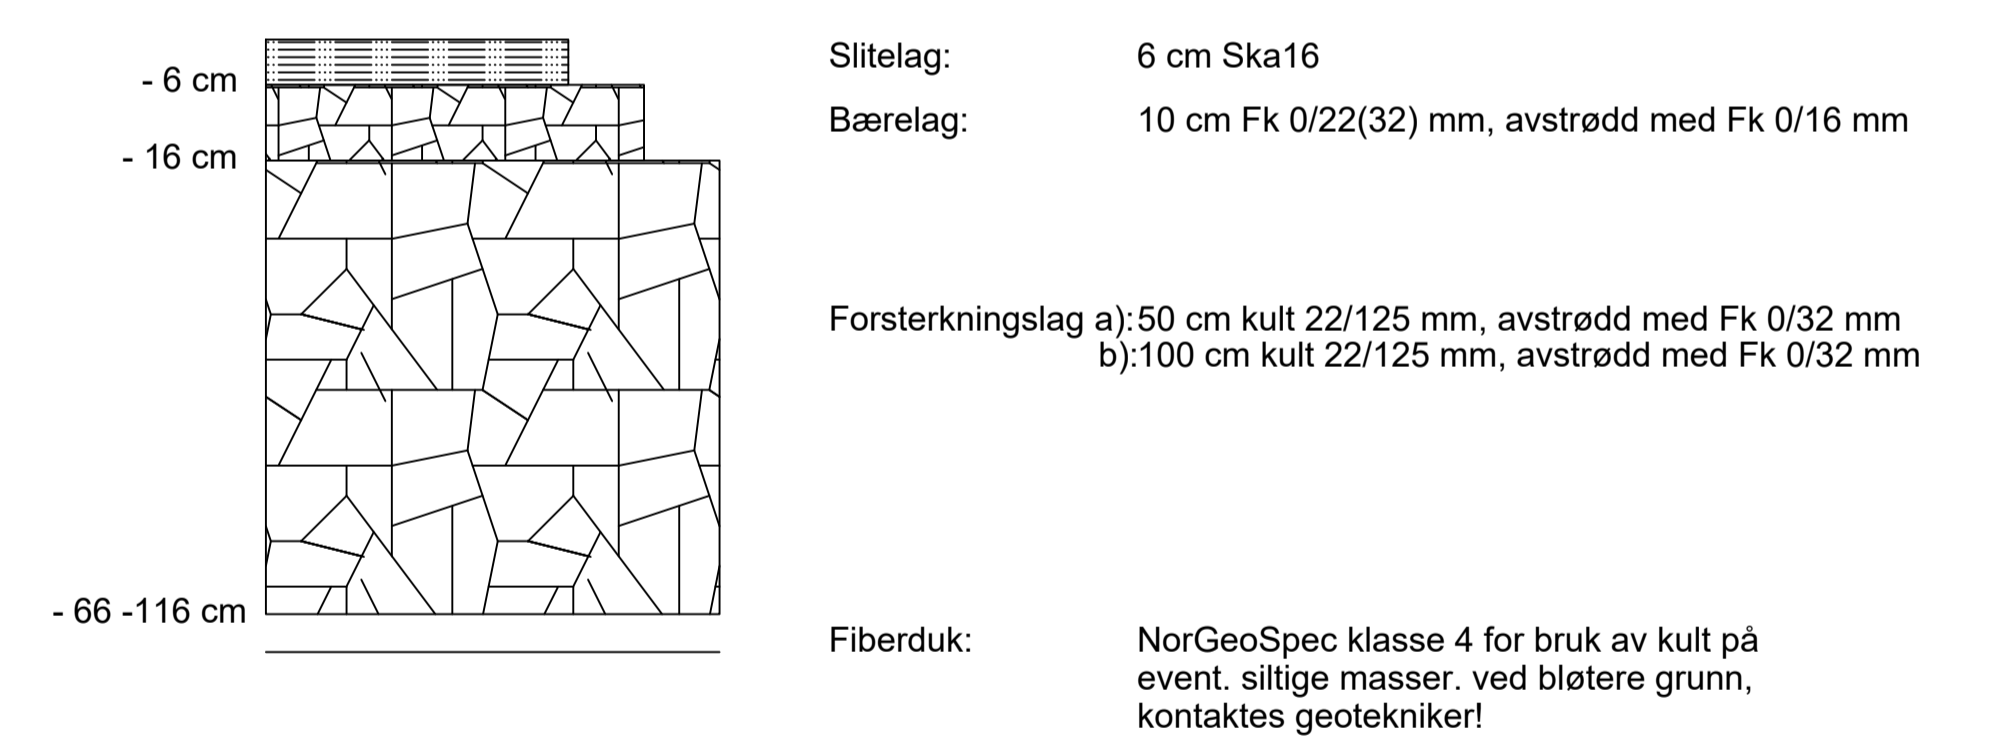 - 6 cm
- 16 cm
- 66 -116 cm
Slitelag: 6 cm Ska16
Bærelag: 10 cm Fk 0/22(32) mm, avstrødd med Fk 0/16 mm
Forsterkningslag a):50 cm kult 22/125 mm, avstrødd med Fk 0/32 mm
b):100 cm kult 22/125 mm, avstrødd med Fk 0/32 mm
Fiberduk: NorGeoSpec klasse 4 for bruk av kult på
event. siltige masser. ved bløtere grunn,
kontaktes geotekniker!